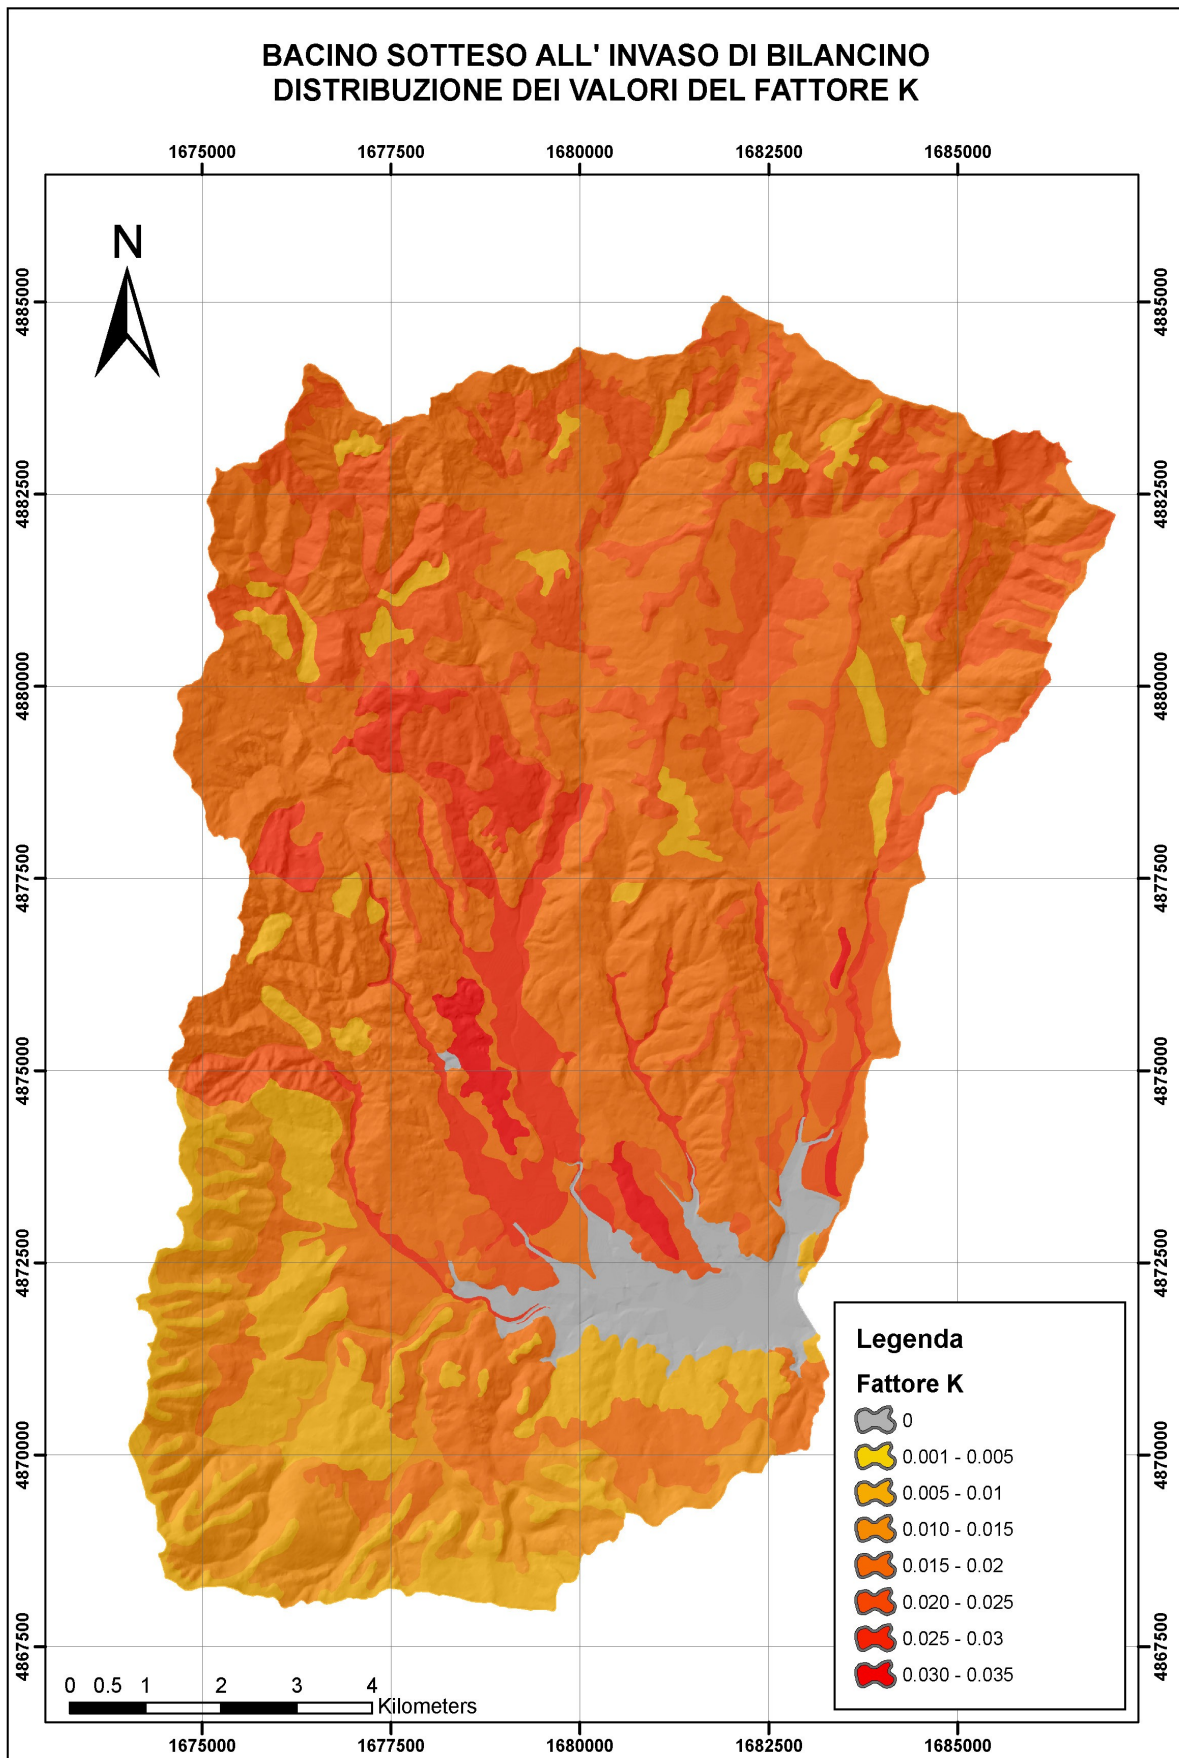 BACINO SOTTESO ALL' INVASO DI BILANCINO
DISTRIBUZIONE DEI VALORI DEL FATTORE K
1675000 1677500 1680000 1682500 1685000
N
4885000 4885000
4882500 4882500
4880000 4880000
4877500 4877500
4875000 4875000
4872500 4872500
4870000 4870000
4867500 4867500
Legenda
Fattore K
0
0.001 - 0.005
0.005 - 0.01
0.010 - 0.015
0.015 - 0.02
0.020 - 0.025
0.025 - 0.03
0.030 - 0.035
0 0.5 1 2 3 4
Kilometers
1675000 1677500 1680000 1682500 1685000